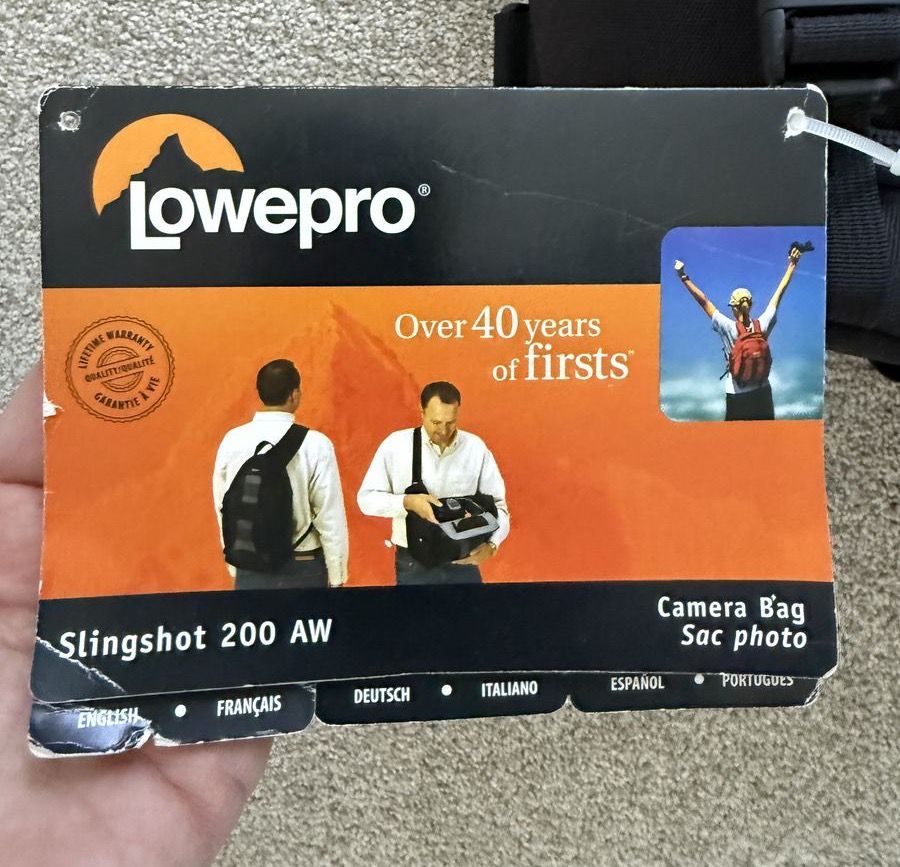 Lowepro®
Over 40 years
of firsts™
LIFETIME WARRANTY
QUALITY/QUALITÉ
GARANTIE À VIE
Slingshot 200 AW
Camera Bag
Sac photo
ENGLISH • FRANÇAIS
DEUTSCH • ITALIANO
ESPAÑOL • PORTUGUÊS